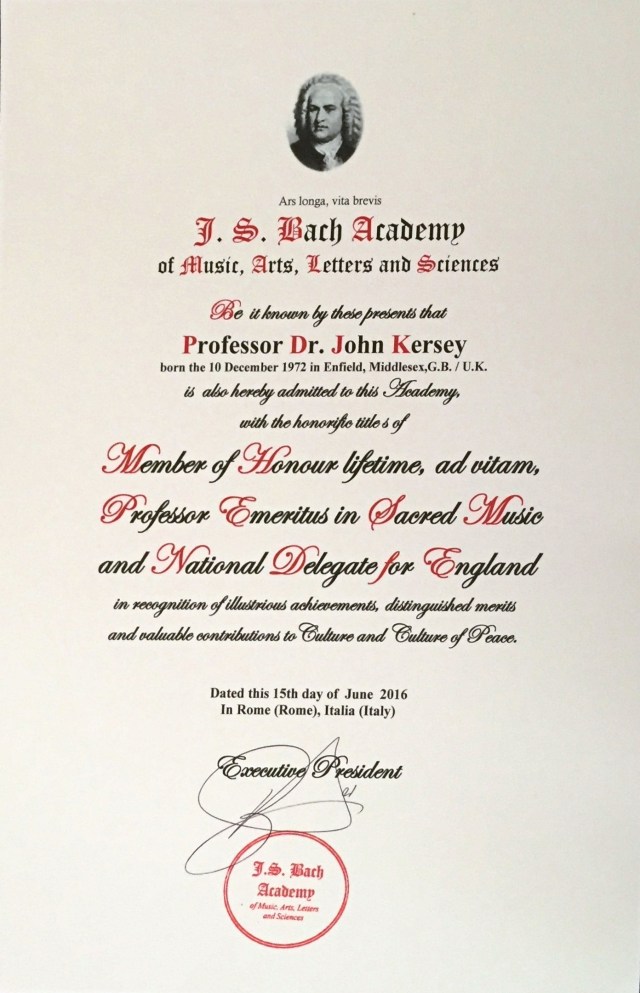 Ars longa, vita brevis
J. S. Bach Academy
of Music, Arts, Letters and Sciences
Be it known by these presents that
Professor Dr. John Kersey
born the 10 December 1972 in Enfield, Middlesex,G.B. / U.K.
is also hereby admitted to this Academy,
with the honorific title s of
Member of Honour lifetime, ad vitam,
Professor Emeritus in Sacred Music
and National Delegate for England
in recognition of illustrious achievements, distinguished merits
and valuable contributions to Culture and Culture of Peace.
Dated this 15th day of June 2016
In Rome (Rome), Italia (Italy)
Executive President
J.S. Bach
Academy
of Music, Arts, Letters
and Sciences